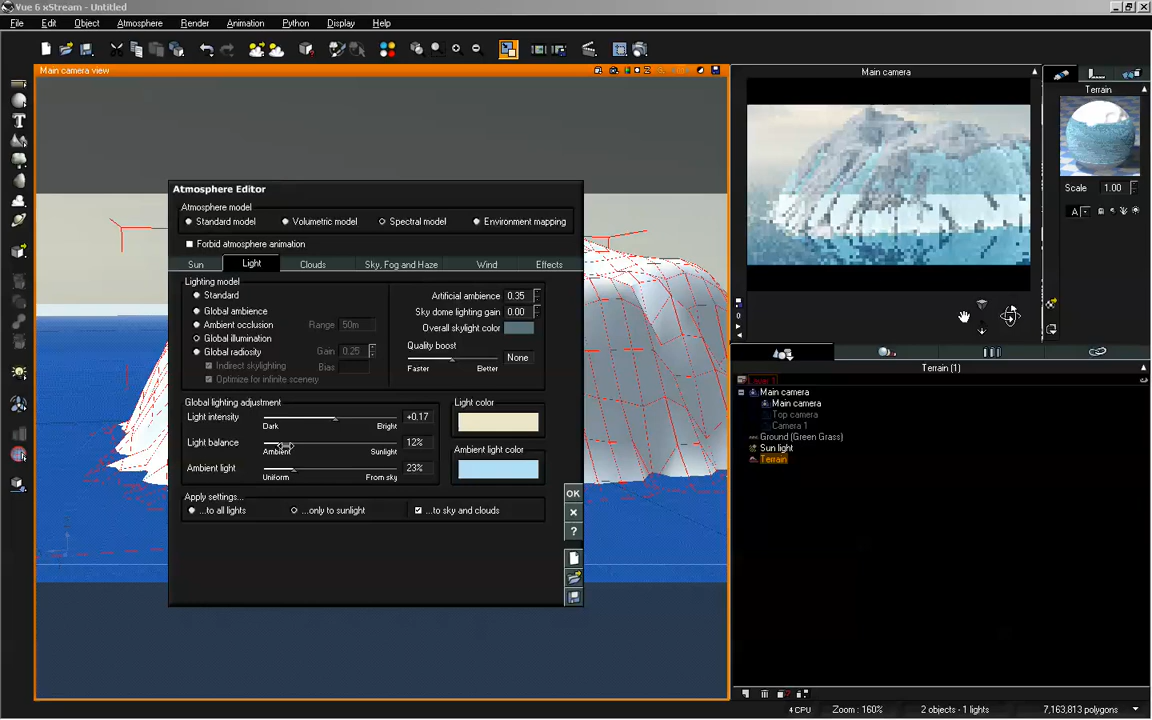 Vue 6 xStream - Untitled
File Edit Object Atmosphere Render Animation Python Display Help
Main camera view
Main camera
Terrain
Scale 1.00
A
Atmosphere Editor
Atmosphere model
Standard model Volumetric model Spectral model Environment mapping
Forbid atmosphere animation
Sun Light Clouds Sky, Fog and Haze Wind Effects
Lighting model
Standard
Global ambience
Ambient occlusion Range 50m
Global illumination
Global radiosity Gain 0.25
Indirect skylighting Bias
Optimize for infinite scenery
Artificial ambience 0.35
Sky dome lighting gain 0.00
Overall skylight color
Quality boost
None
Faster Better
Global lighting adjustment
Light intensity +0.17
Dark Bright
Light balance 12%
Ambient Sunlight
Ambient light 23%
Uniform From sky
Light color
Ambient light color
Apply settings...
...to all lights ...only to sunlight ...to sky and clouds
OK
?
0
Terrain (1)
Layer 1
Main camera
Main camera
Top camera
Camera 1
Ground (Green Grass)
Sun light
Terrain
4 CPU Zoom : 160% 2 objects - 1 lights 7,163,813 polygons